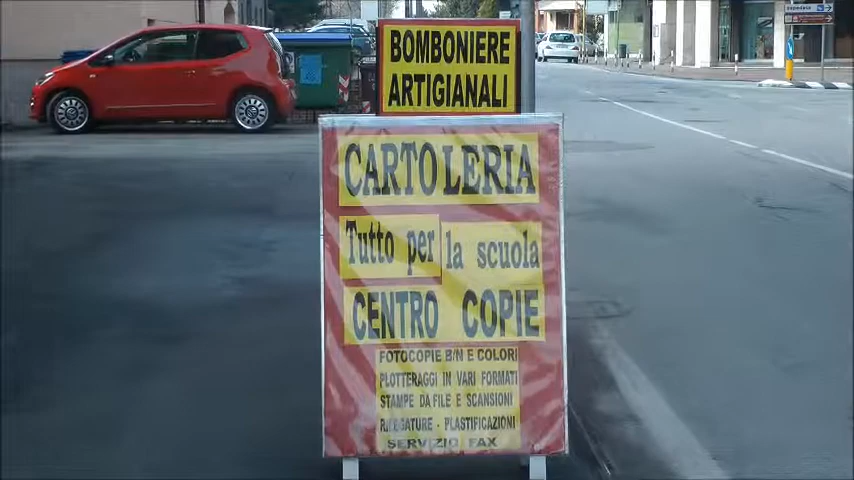 BOMBONIERE
ARTIGIANALI
CARTOLERIA
Tutto per la scuola
CENTRO COPIE
FOTOCOPIE B/N E COLORI
PLOTTERAGGI IN VARI FORMATI
STAMPE DA FILE E SCANSIONI
RILEGATURE - PLASTIFICAZIONI
SERVIZIO FAX